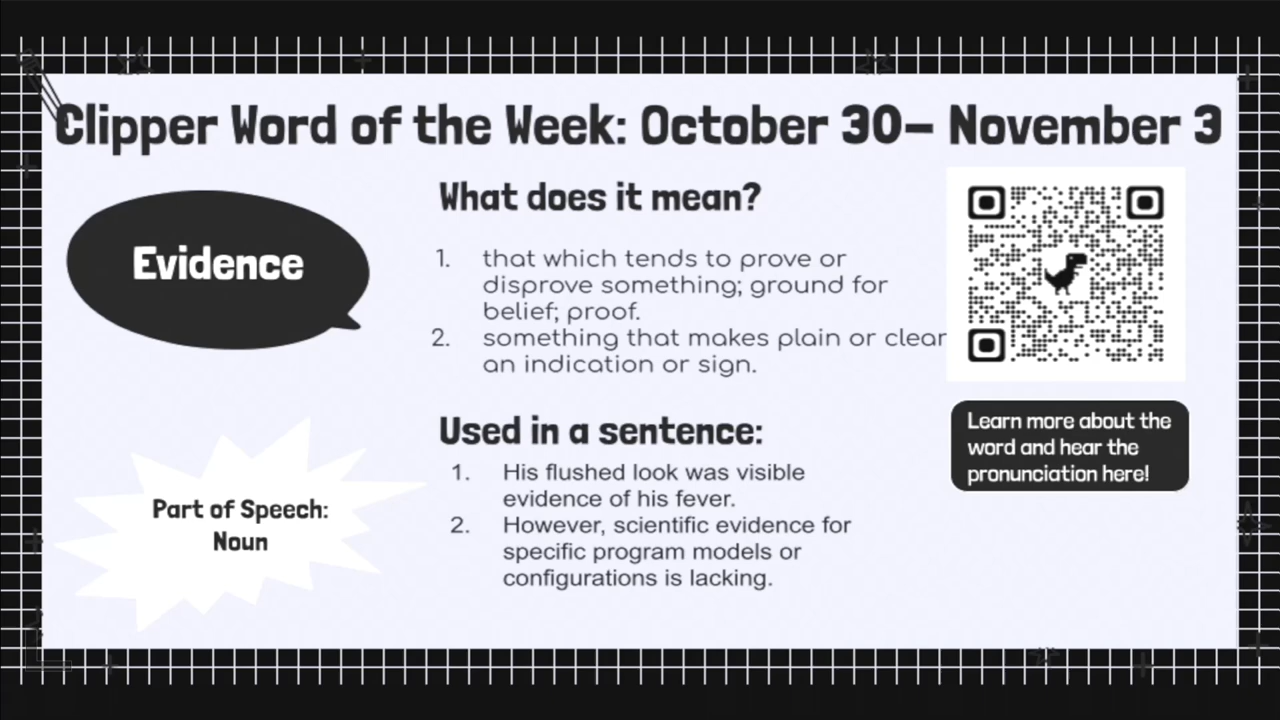 Clipper Word of the Week: October 30- November 3
Evidence
What does it mean?
1. that which tends to prove or
disprove something; ground for
belief; proof.
2. something that makes plain or clear
an indication or sign.
Used in a sentence:
1. His flushed look was visible
evidence of his fever.
2. However, scientific evidence for
specific program models or
configurations is lacking.
Part of Speech:
Noun
Learn more about the
word and hear the
pronunciation here!